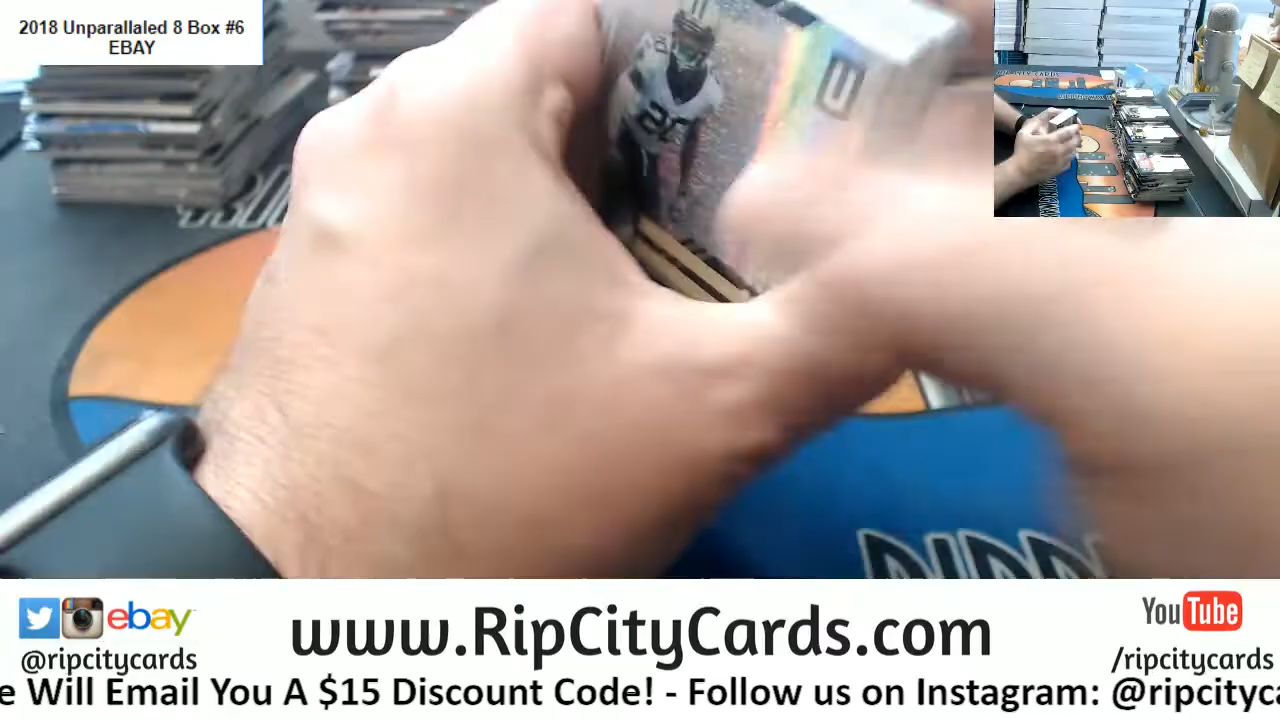 2018 Unparallaled 8 Box #6
EBAY
ebay
@ripcitycards
www.RipCityCards.com
YouTube
/ripcitycards
e Will Email You A $15 Discount Code! - Follow us on Instagram: @ripcityca